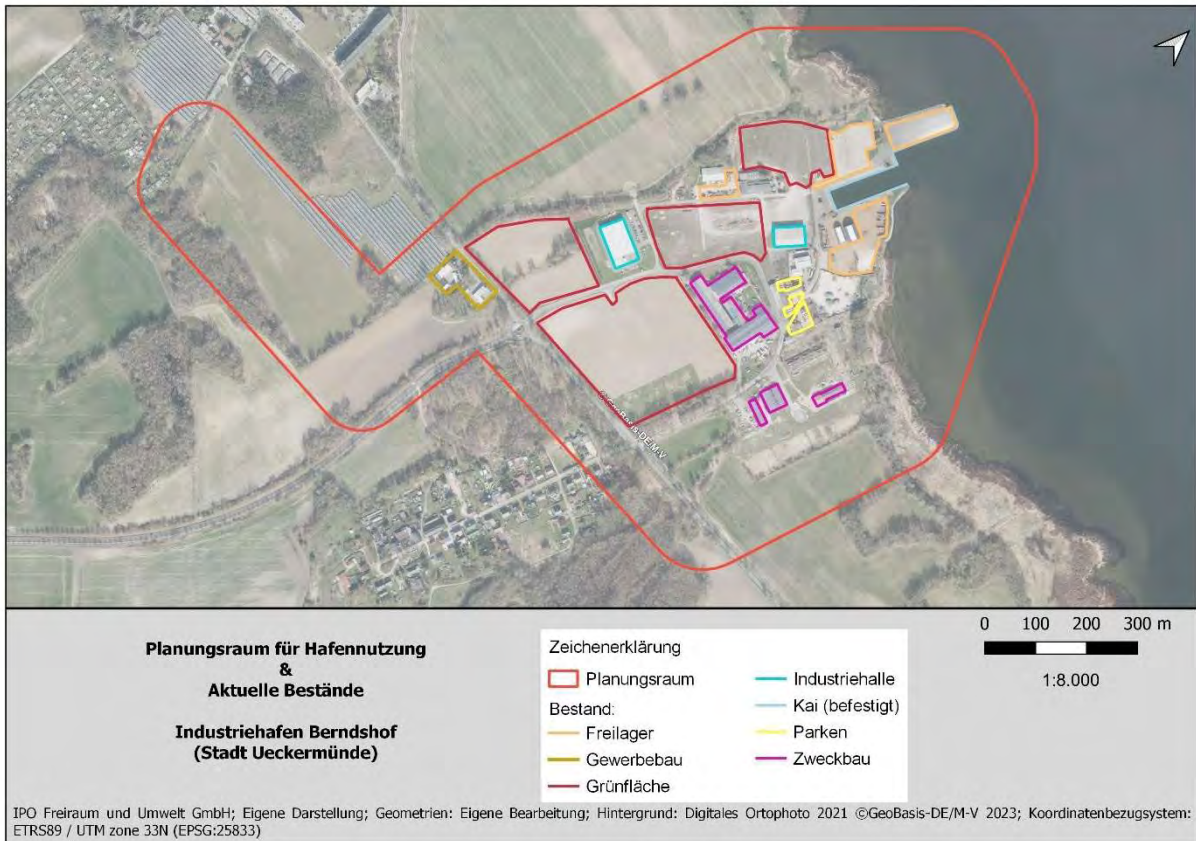 © GeoBasis-DE/M-V
Planungsraum für Hafennutzung
&
Aktuelle Bestände
Industriehafen Berndshof
(Stadt Ueckermünde)
Zeichenerklärung
Planungsraum
Bestand:
Freilager
Gewerbebau
Grünfläche
Industriehalle
Kai (befestigt)
Parken
Zweckbau
0 100 200 300 m
1:8.000
IPO Freiraum und Umwelt GmbH; Eigene Darstellung; Geometrien: Eigene Bearbeitung; Hintergrund: Digitales Ortophoto 2021 ©GeoBasis-DE/M-V 2023; Koordinatenbezugsystem:
ETRS89 / UTM zone 33N (EPSG:25833)